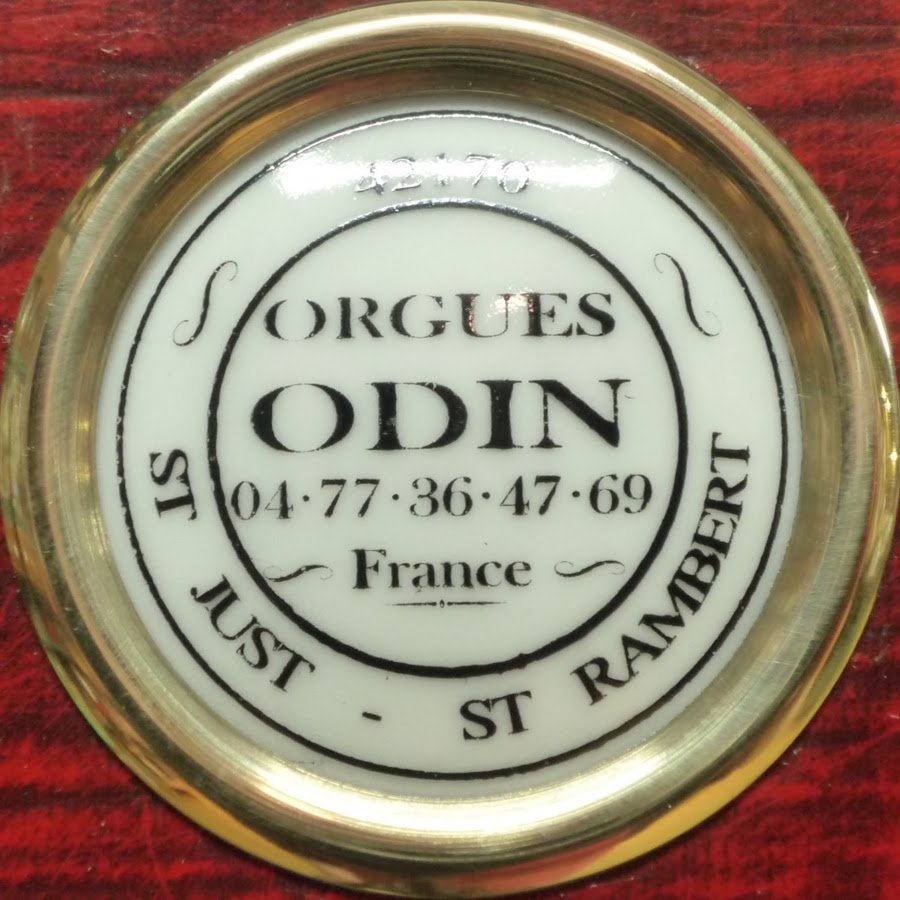 42170
ORGUES
ODIN
04·77·36·47·69
France
ST JUST - ST RAMBERT